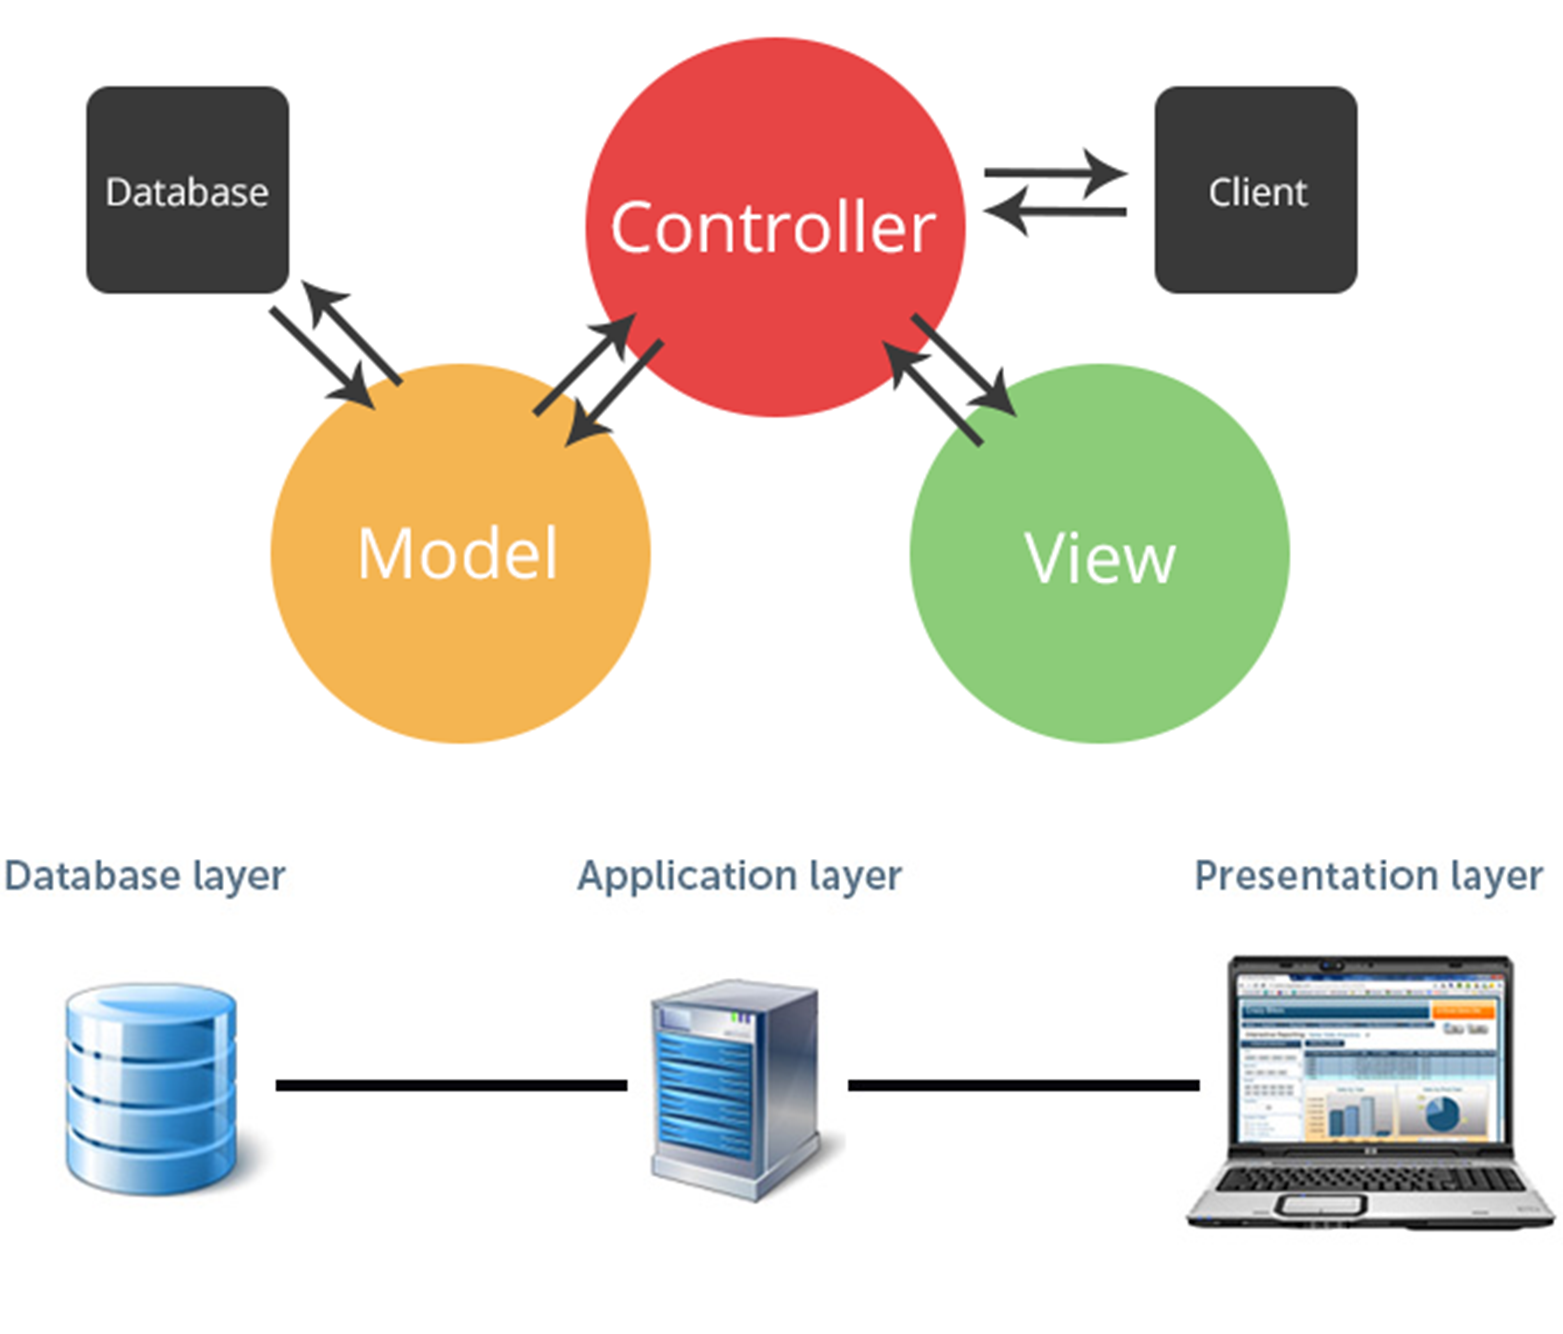 Database
Controller
Client
Model
View
Database layer
Application layer
Presentation layer